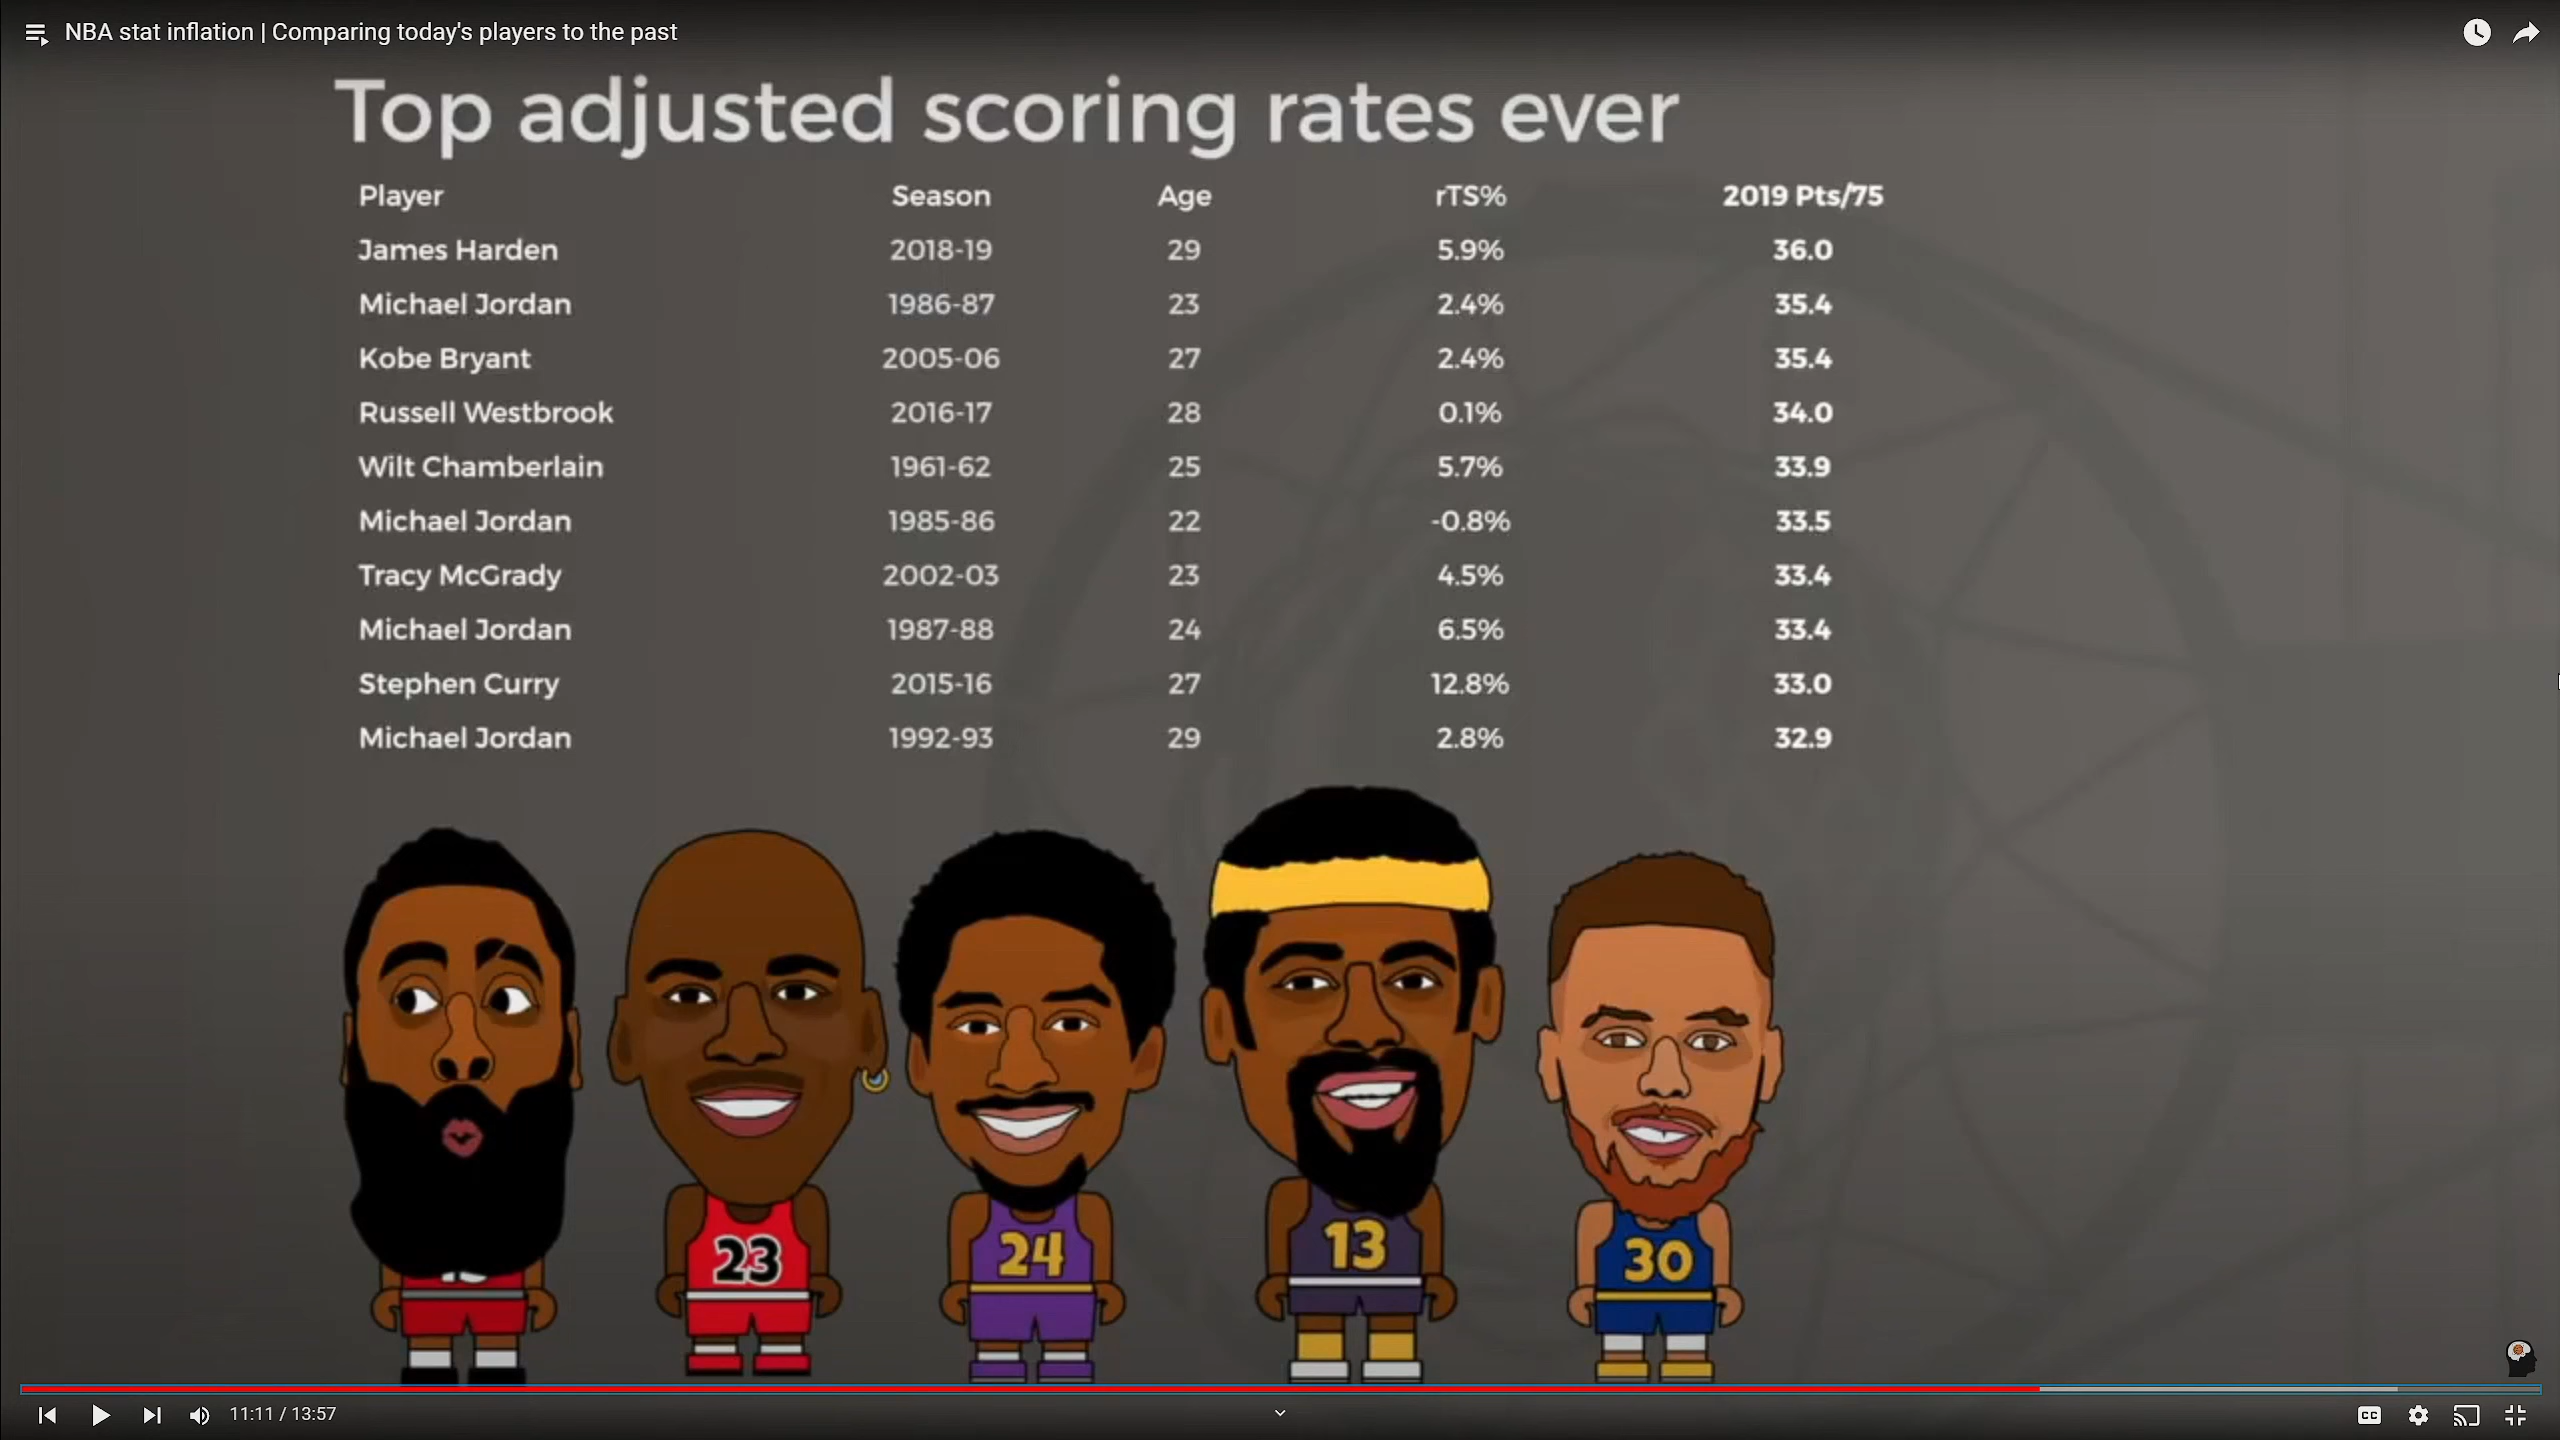 NBA stat inflation | Comparing today's players to the past
Top adjusted scoring rates ever
Player Season Age rTS% 2019 Pts/75
James Harden 2018-19 29 5.9% 36.0
Michael Jordan 1986-87 23 2.4% 35.4
Kobe Bryant 2005-06 27 2.4% 35.4
Russell Westbrook 2016-17 28 0.1% 34.0
Wilt Chamberlain 1961-62 25 5.7% 33.9
Michael Jordan 1985-86 22 -0.8% 33.5
Tracy McGrady 2002-03 23 4.5% 33.4
Michael Jordan 1987-88 24 6.5% 33.4
Stephen Curry 2015-16 27 12.8% 33.0
Michael Jordan 1992-93 29 2.8% 32.9
23 24 13 30
11:11 / 13:57 CC